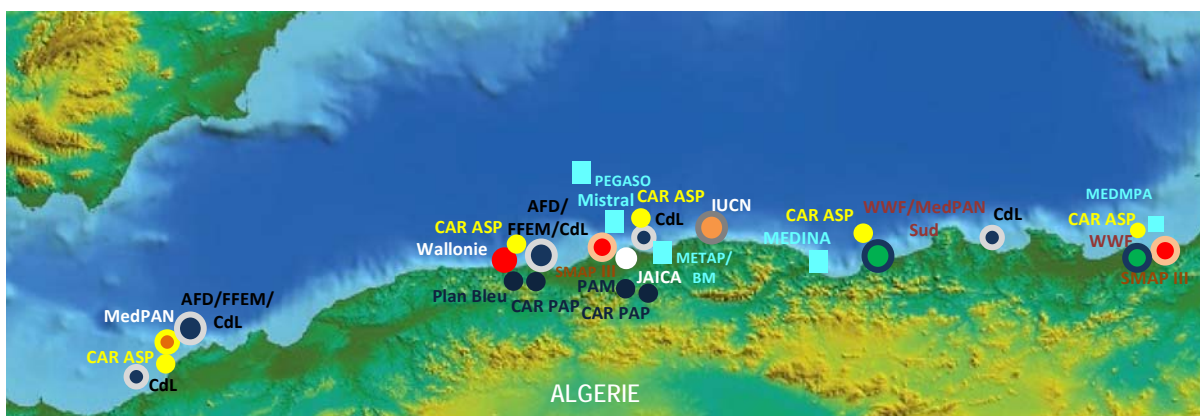 PEGASO
Mistral
CAR ASP
CdL
IUCN
AFD/
FFEM/CdL
CAR ASP
Wallonie
SMAP III
METAP/
BM
JAICA
PAM
CAR PAP
Plan Bleu
CAR PAP
CAR ASP
MEDINA
WWF/MedPAN
Sud
CdL
MEDMPA
CAR ASP
WWF
SMAP III
AFD/FFEM/
CdL
MedPAN
CAR ASP
CdL
ALGERIE